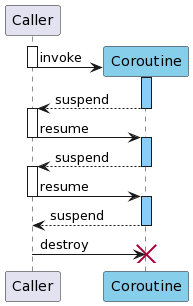 Caller
Coroutine
invoke
suspend
resume
suspend
resume
suspend
destroy
Caller
Coroutine